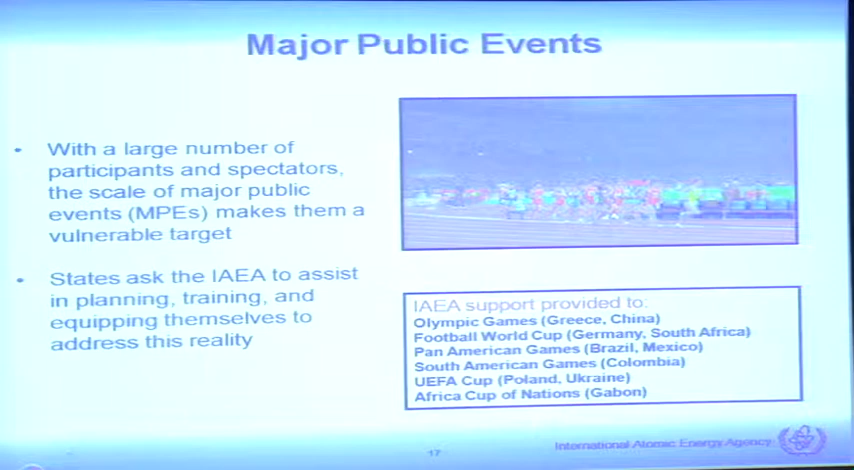 Major Public Events
• With a large number of
participants and spectators,
the scale of major public
events (MPEs) makes them a
vulnerable target
• States ask the IAEA to assist
in planning, training, and
equipping themselves to
address this reality
IAEA support provided to:
Olympic Games (Greece, China)
Football World Cup (Germany, South Africa)
Pan American Games (Brazil, Mexico)
South American Games (Colombia)
UEFA Cup (Poland, Ukraine)
Africa Cup of Nations (Gabon)
17
International Atomic Energy Agency